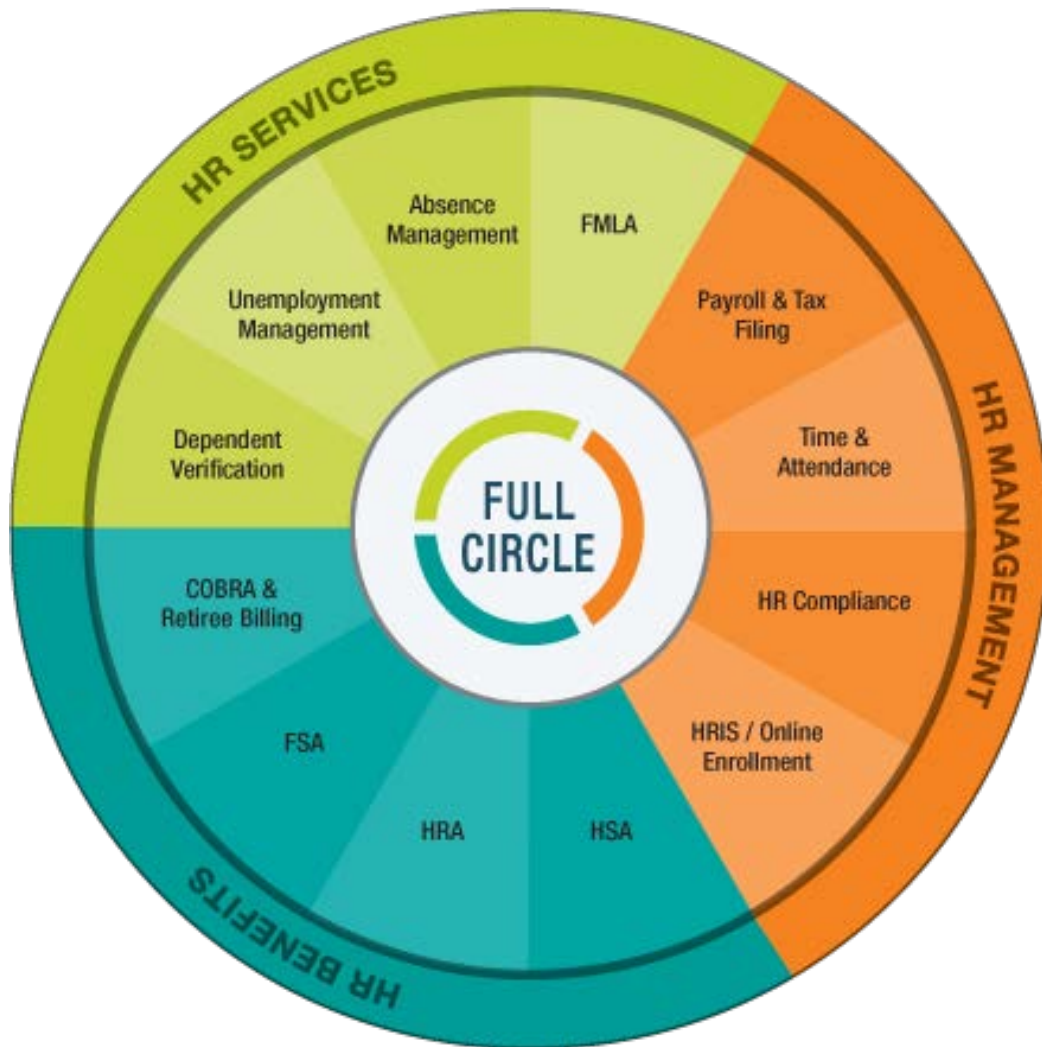 HR SERVICES
Absence
Management
FMLA
Unemployment
Management
Dependent
Verification
HR MANAGEMENT
Payroll & Tax
Filing
Time &
Attendance
HR Compliance
HRIS / Online
Enrollment
FULL
CIRCLE
COBRA &
Retiree Billing
FSA
HRA
HSA
HR BENEFITS